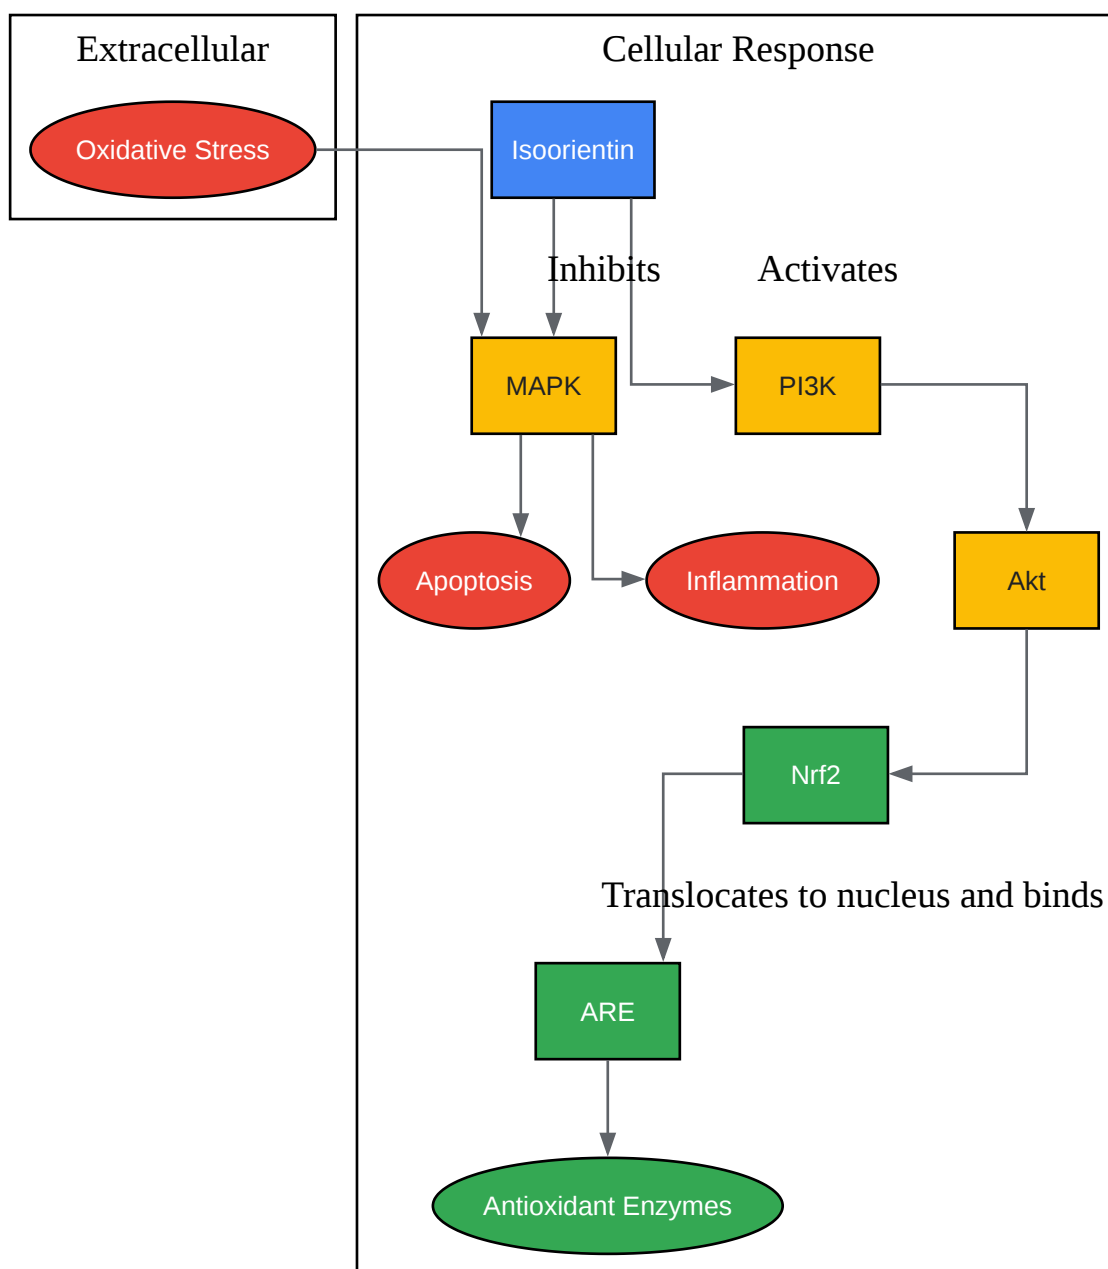 Extracellular
Cellular Response
Oxidative Stress
Isoorientin
Inhibits
Activates
MAPK
PI3K
Apoptosis
Inflammation
Akt
Nrf2
Translocates to nucleus and binds
ARE
Antioxidant Enzymes